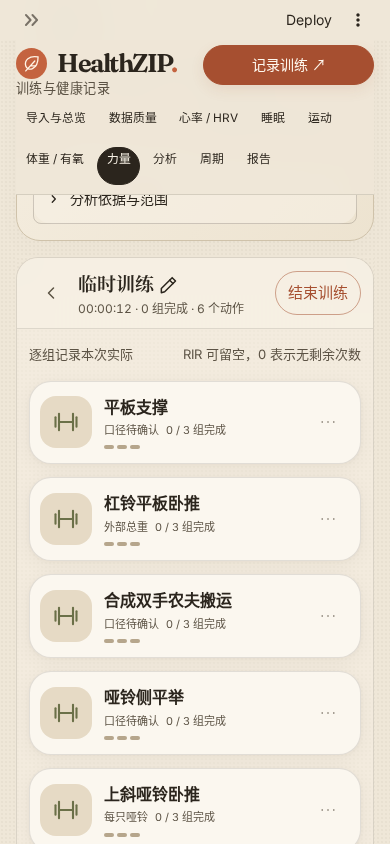 Deploy
HealthZIP.
训练与健康记录
记录训练 ↗
导入与总览 数据质量 心率 / HRV 睡眠 运动
体重 / 有氧 力量 分析 周期 报告
分析依据与范围
临时训练
00:00:12 · 0 组完成 · 6 个动作
结束训练
逐组记录本次实际 RIR 可留空，0 表示无剩余次数
平板支撑
口径待确认 0 / 3 组完成
杠铃平板卧推
外部总重 0 / 3 组完成
合成双手农夫搬运
口径待确认 0 / 3 组完成
哑铃侧平举
口径待确认 0 / 3 组完成
上斜哑铃卧推
每只哑铃 0 / 3 组完成